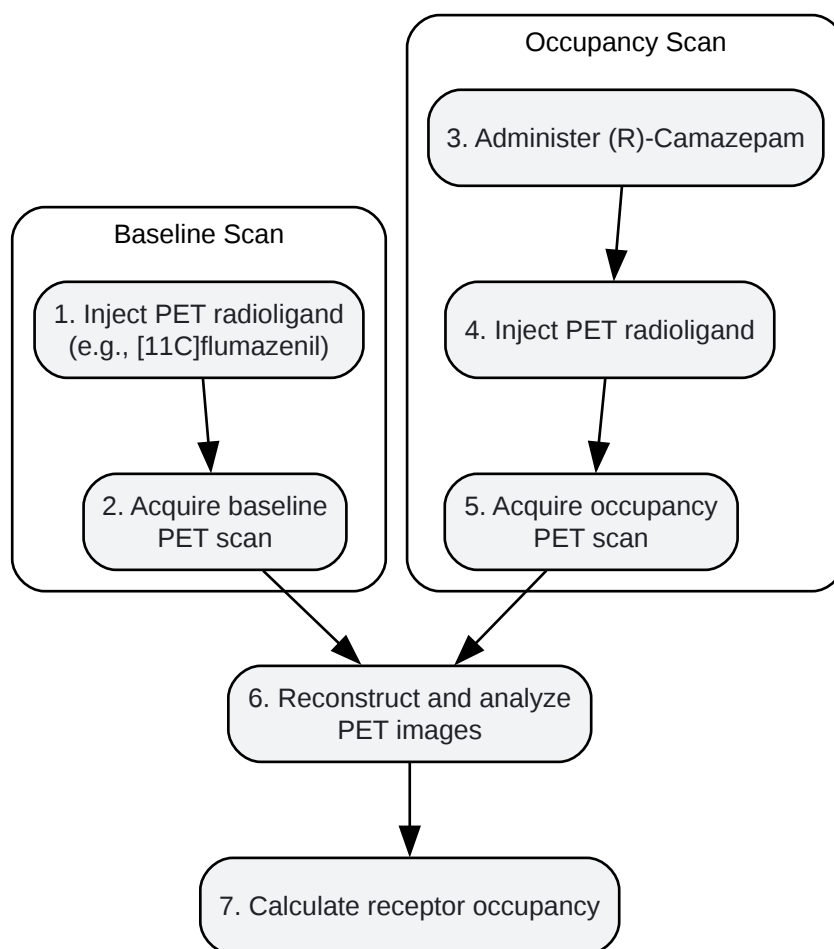 Occupancy Scan
3. Administer (R)-Camazepam
Baseline Scan
1. Inject PET radioligand
(e.g., [11C]flumazenil)
4. Inject PET radioligand
2. Acquire baseline
PET scan
5. Acquire occupancy
PET scan
6. Reconstruct and analyze
PET images
7. Calculate receptor occupancy